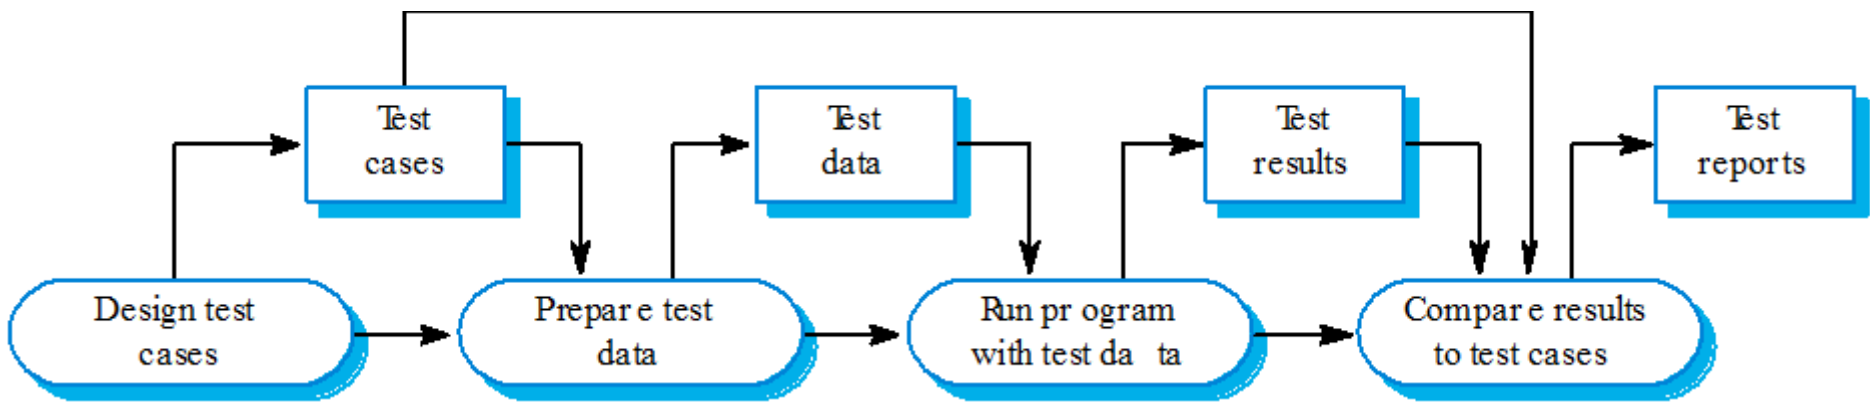 Test
cases
Test
data
Test
results
Test
reports
Design test
cases
Prepar e test
data
Run pr ogram
with test da ta
Compar e results
to test cases